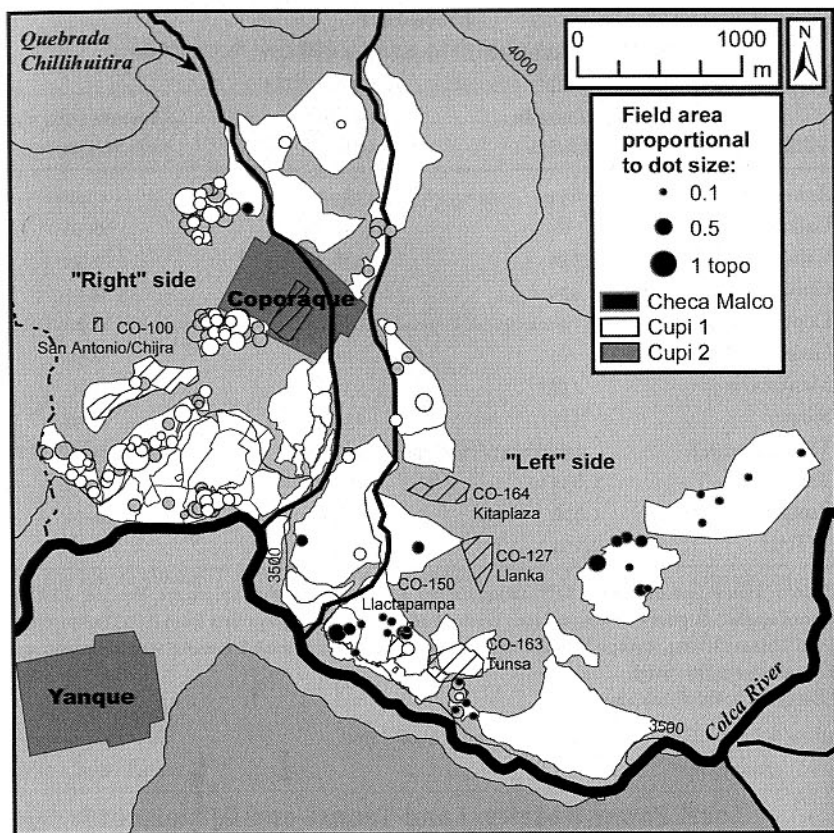 Quebrada
Chillihuitira
4000
0 1000
m
N
Field area
proportional
to dot size:
0.1
0.5
1 topo
Checa Malco
Cupi 1
Cupi 2
"Right" side
Coporaque
CO-100
San Antonio/Chijra
"Left" side
CO-164
Kitaplaza
3500
CO-127
Llanka
CO-150
Llactapampa
CO-163
Tunsa
Yanque
3500
Colca River